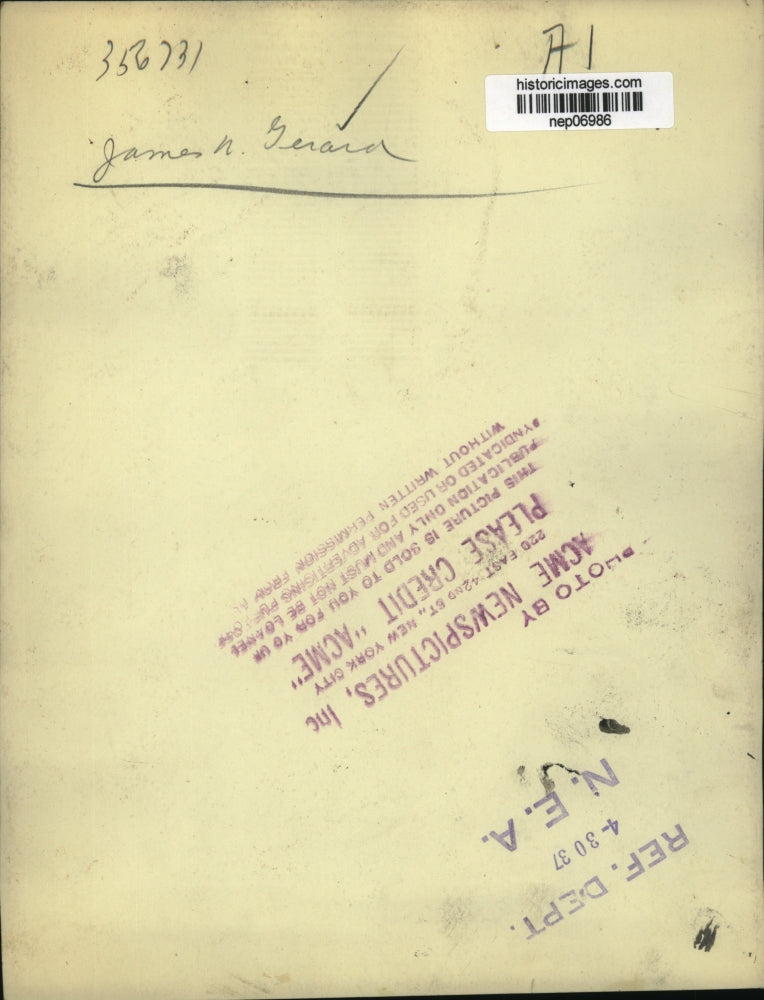 356731
A1
historicimages.com
nep06986
James W. Gerard
PHOTO BY
ACME NEWSPICTURES, Inc
220 EAST 42ND ST., NEW YORK CITY
PLEASE CREDIT "ACME"
THIS PICTURE IS SOLD TO YOU FOR YOUR
PUBLICATION ONLY AND MUST NOT BE LOANED
SYNDICATED OR USED FOR ADVERTISING PURPOSE
WITHOUT WRITTEN PERMISSION FROM
N. E. A.
4-30 37
REF. DEPT.